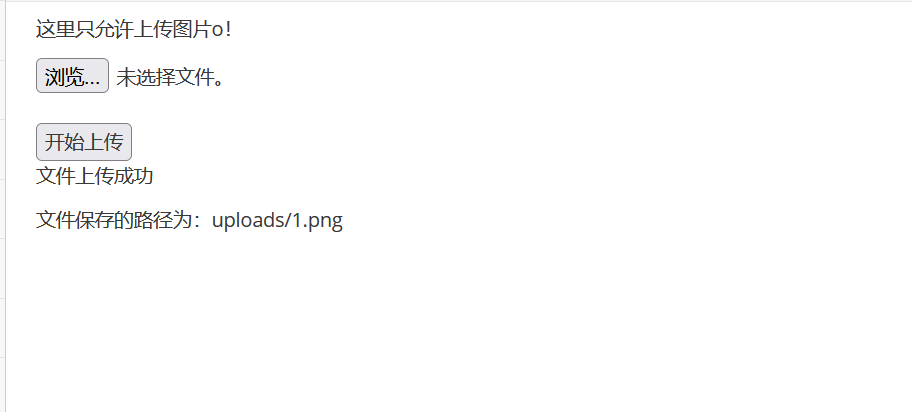 这里只允许上传图片o!
浏览... 未选择文件。
开始上传
文件上传成功
文件保存的路径为：uploads/1.png